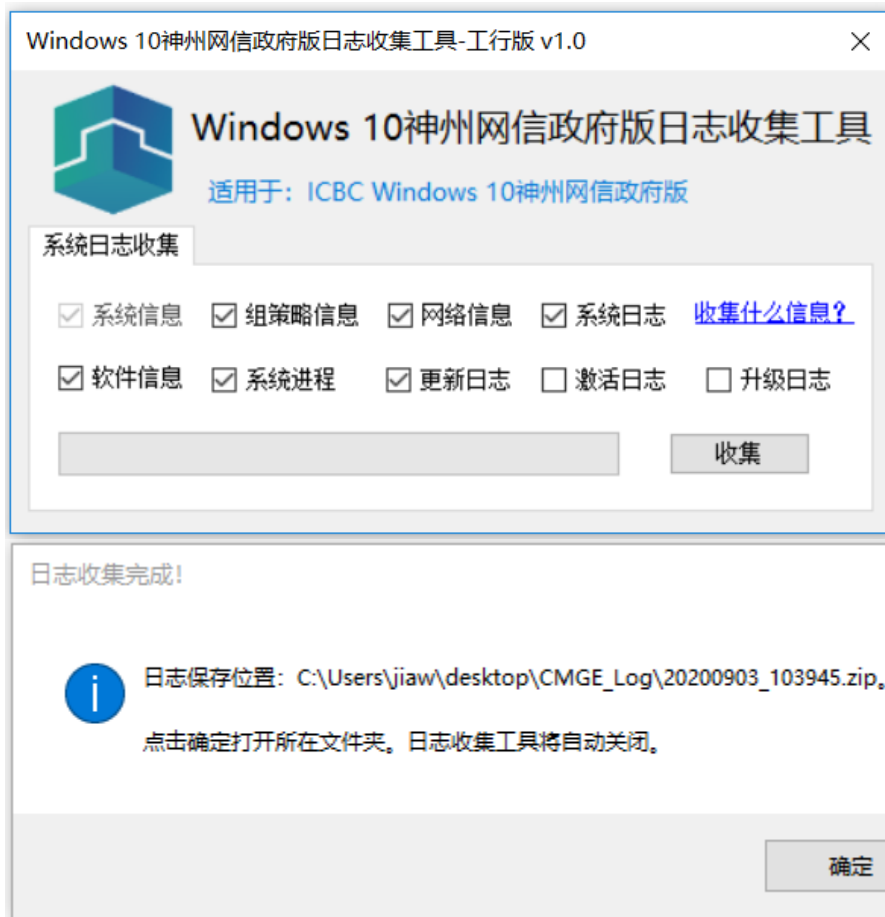 Windows 10神州网信政府版日志收集工具-工行版 v1.0
Windows 10神州网信政府版日志收集工具
适用于：ICBC Windows 10神州网信政府版
系统日志收集
系统信息 组策略信息 网络信息 系统日志 收集什么信息？
软件信息 系统进程 更新日志 激活日志 升级日志
收集
日志收集完成！
日志保存位置：C:\Users\jiaw\desktop\CMGE_Log\20200903_103945.zip。
点击确定打开所在文件夹。日志收集工具将自动关闭。
确定